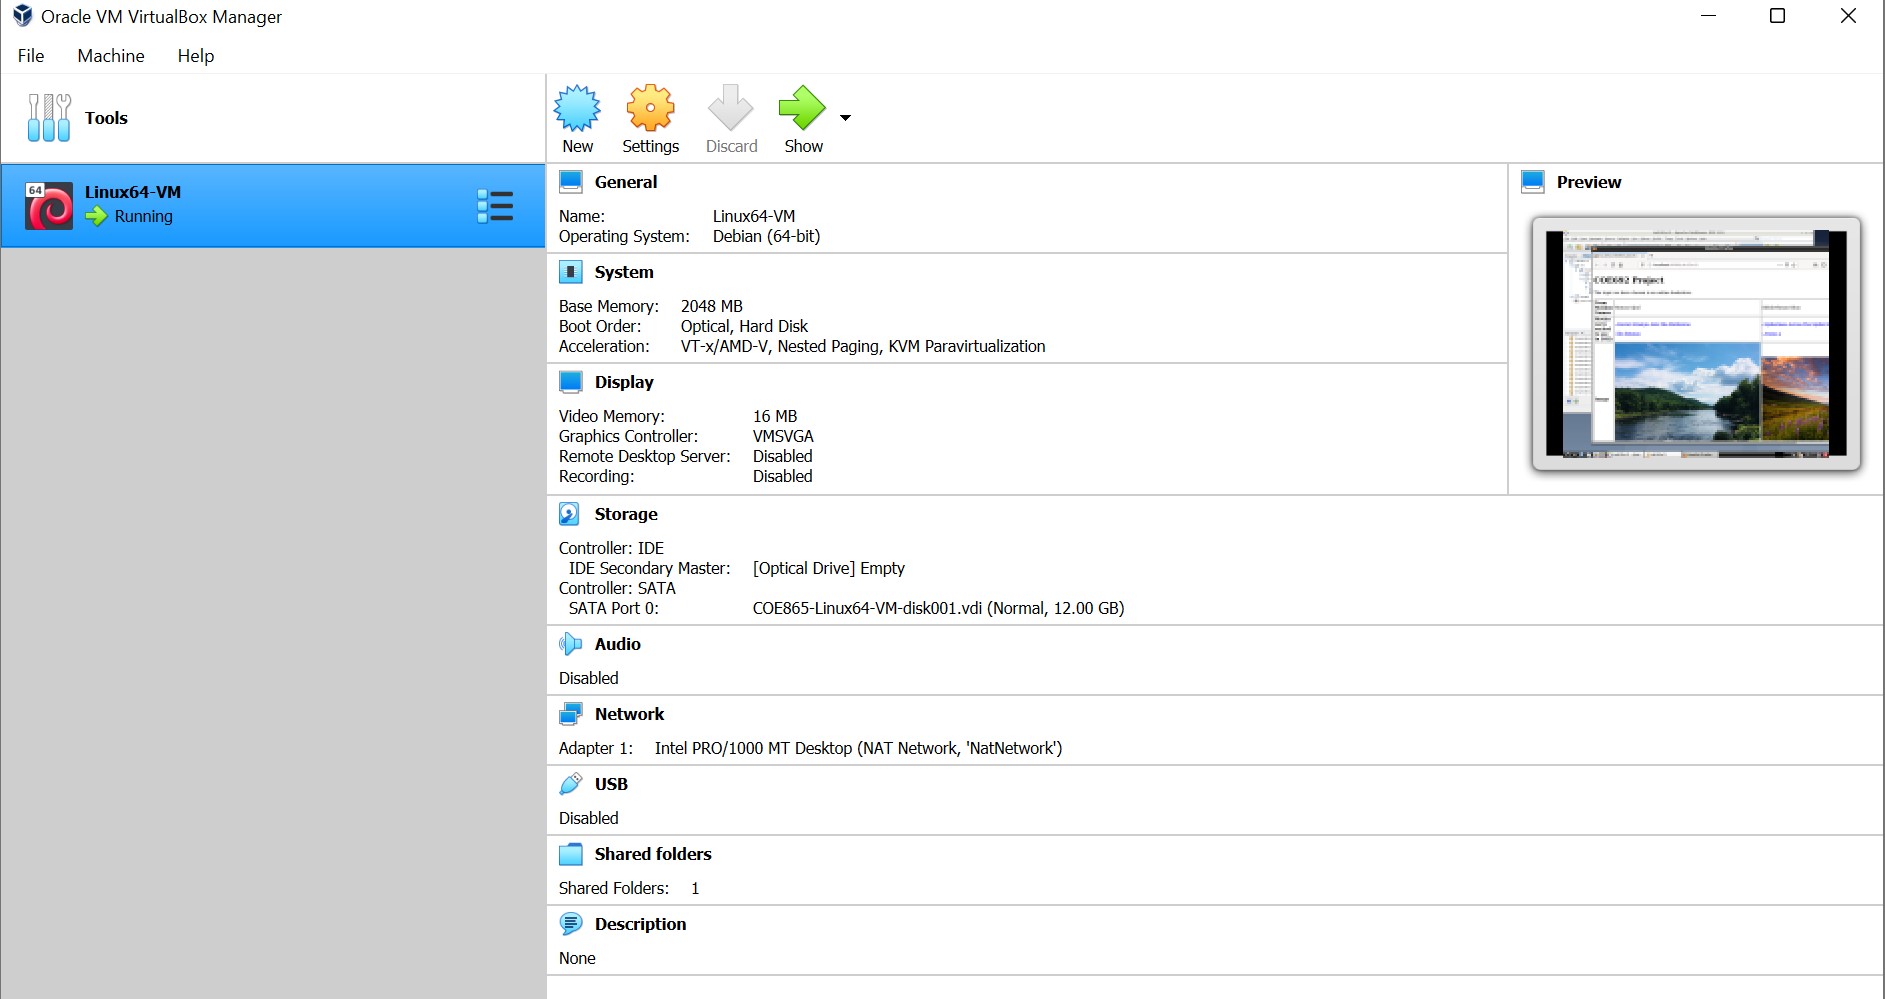 Oracle VM VirtualBox Manager
File Machine Help
Tools
New Settings Discard Show
64
Linux64-VM
Running
General
Name: Linux64-VM
Operating System: Debian (64-bit)
System
Base Memory: 2048 MB
Boot Order: Optical, Hard Disk
Acceleration: VT-x/AMD-V, Nested Paging, KVM Paravirtualization
Display
Video Memory: 16 MB
Graphics Controller: VMSVGA
Remote Desktop Server: Disabled
Recording: Disabled
Preview
Project
Storage
Controller: IDE
IDE Secondary Master: [Optical Drive] Empty
Controller: SATA
SATA Port 0: COE865-Linux64-VM-disk001.vdi (Normal, 12.00 GB)
Audio
Disabled
Network
Adapter 1: Intel PRO/1000 MT Desktop (NAT Network, 'NatNetwork')
USB
Disabled
Shared folders
Shared Folders: 1
Description
None